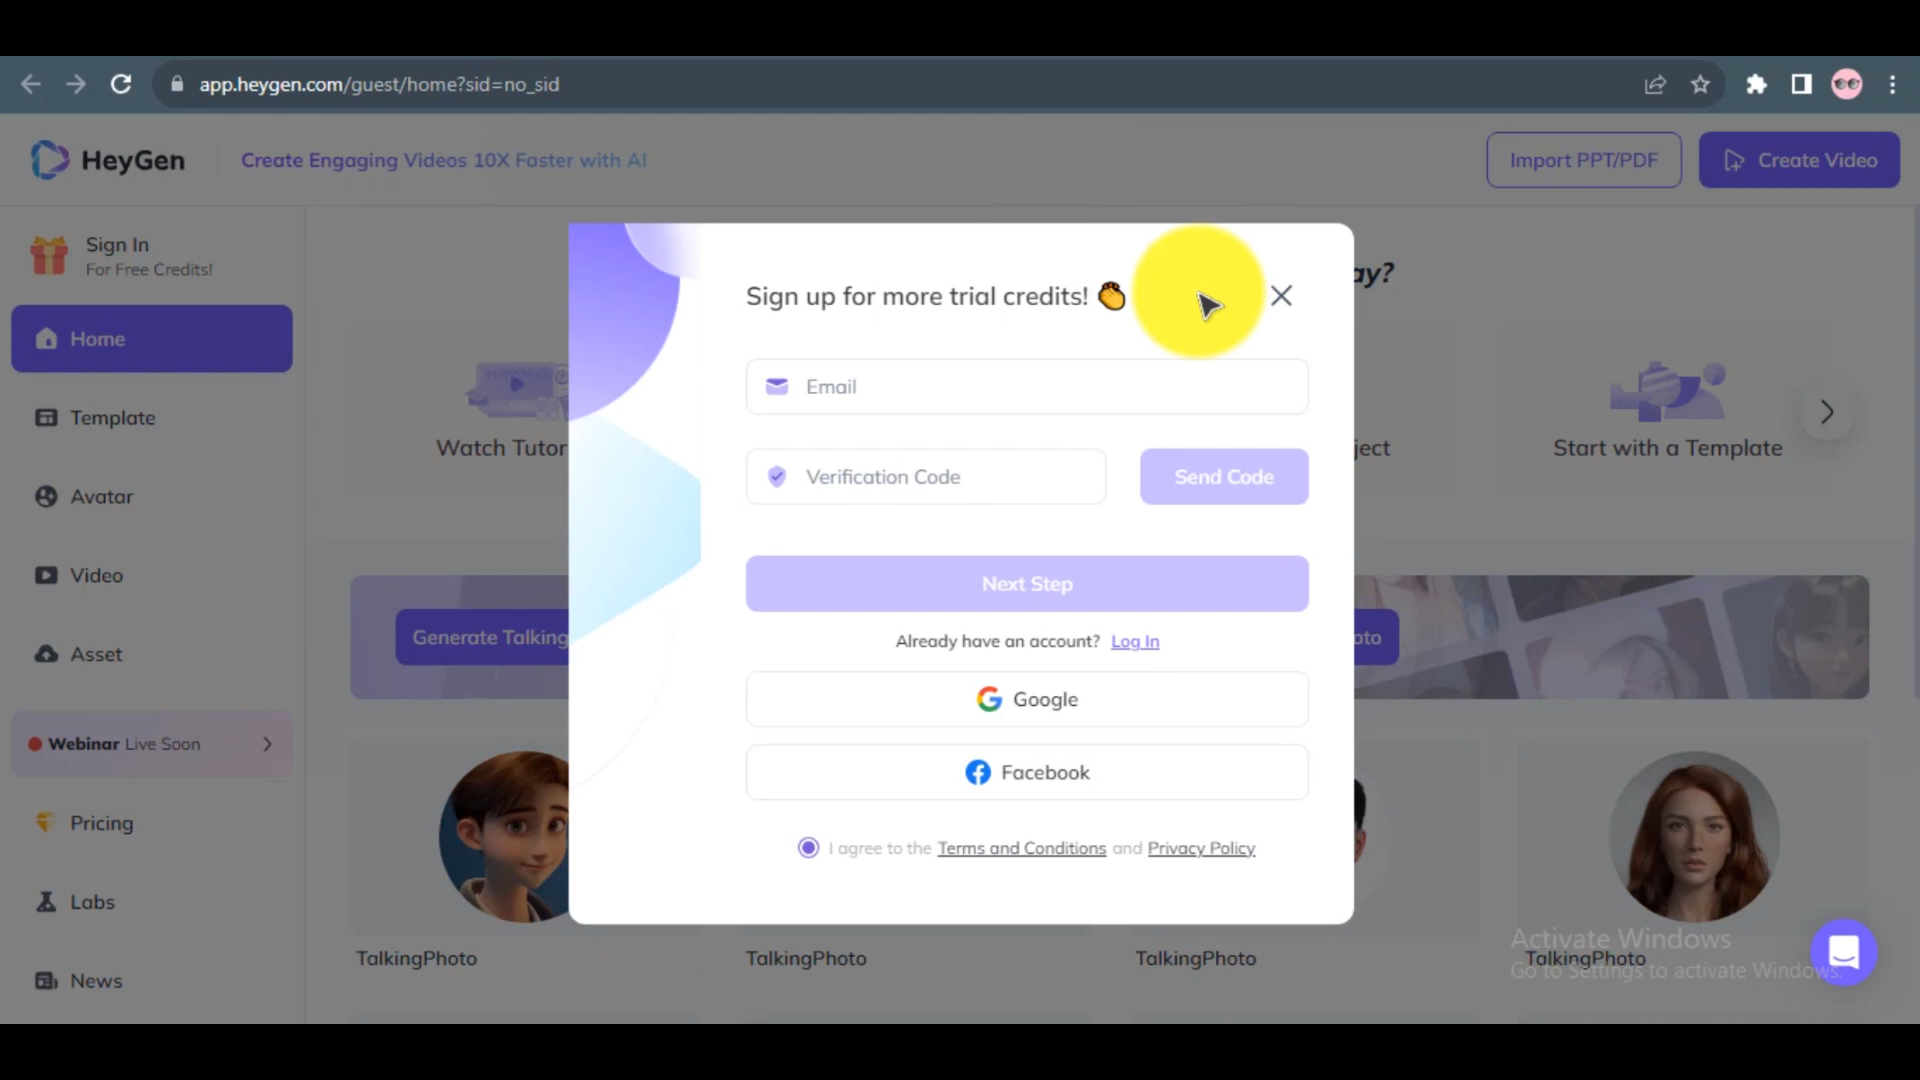 app.heygen.com/guest/home?sid=no_sid
HeyGen
Create Engaging Videos 10X Faster with AI
Import PPT/PDF
Create Video
Sign In
For Free Credits!
Home
Template
Avatar
Video
Asset
Webinar Live Soon
Pricing
Labs
News
ay?
Watch Tutor
ject
Start with a Template
Generate Talking
oto
Sign up for more trial credits!
Email
Verification Code
Send Code
Next Step
Already have an account? Log In
Google
Facebook
I agree to the Terms and Conditions and Privacy Policy
TalkingPhoto
TalkingPhoto
TalkingPhoto
TalkingPhoto
Activate Windows
Go to Settings to activate Windows.